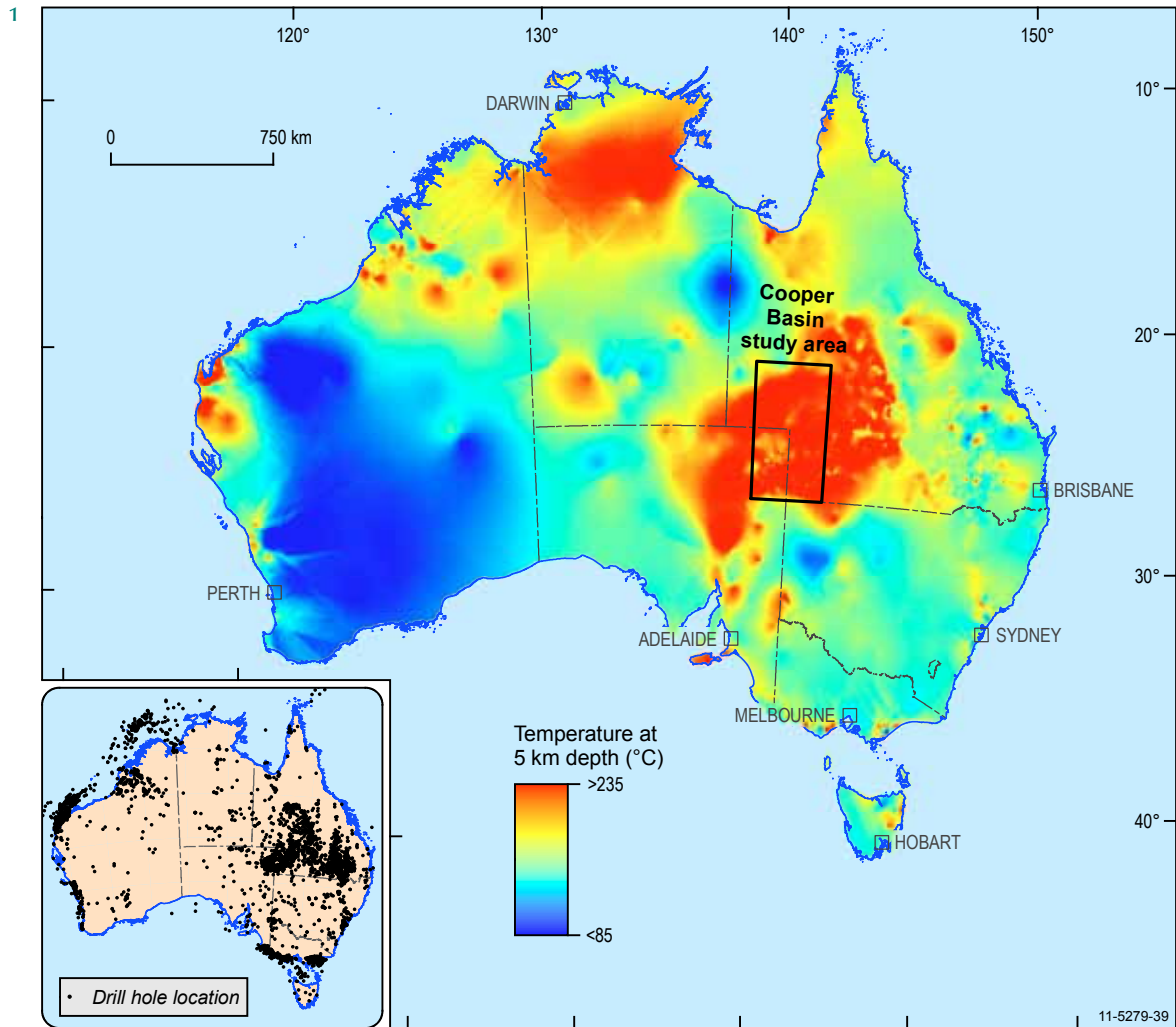 1
120°
130°
140°
150°
10°
20°
30°
40°
0
750 km
DARWIN
Cooper
Basin
study area
BRISBANE
PERTH
ADELAIDE
SYDNEY
MELBOURNE
HOBART
Temperature at
5 km depth (°C)
>235
<85
Drill hole location
11-5279-39